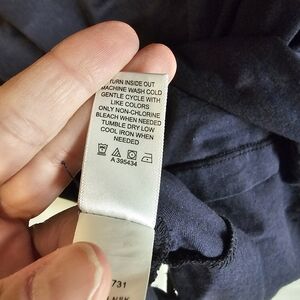 TURN INSIDE OUT
MACHINE WASH COLD
GENTLE CYCLE WITH
LIKE COLORS
ONLY NON-CHLORINE
BLEACH WHEN NEEDED
TUMBLE DRY LOW
COOL IRON WHEN
NEEDED
A 395434
731